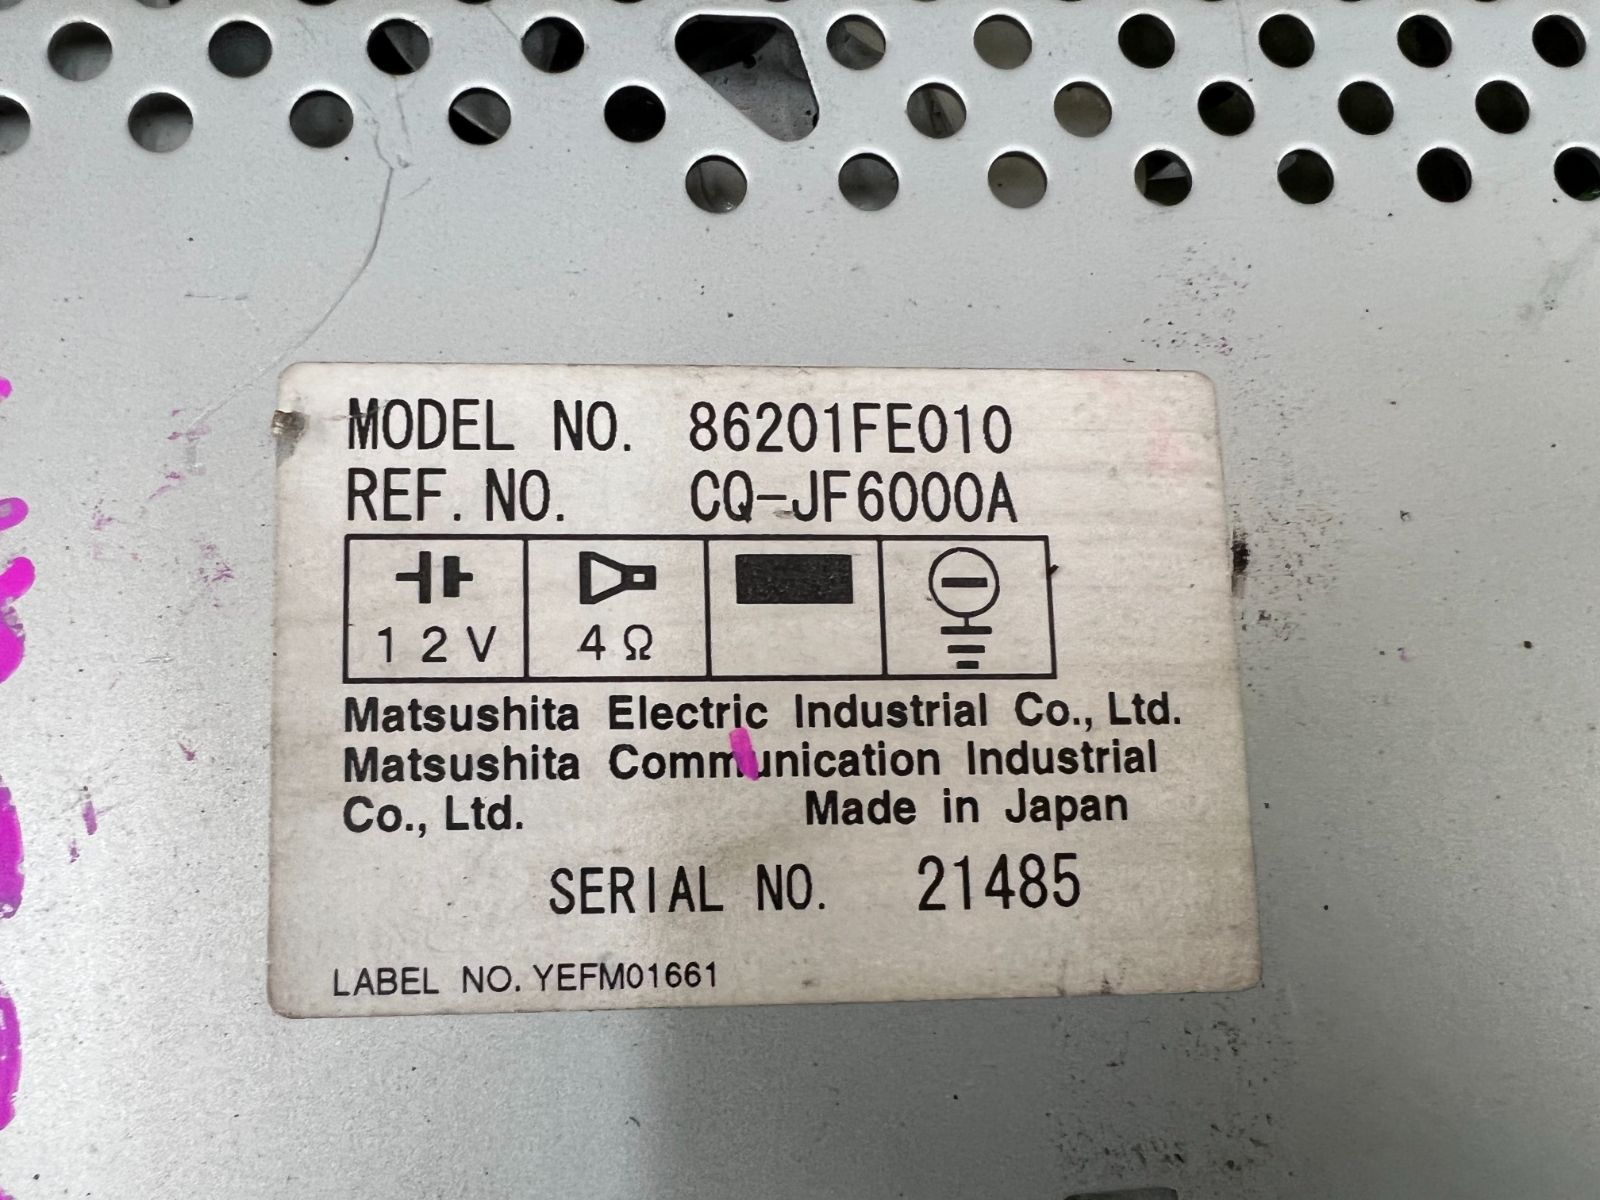 MODEL NO. 86201FE010
REF. NO. CQ-JF6000A
12V 4Ω
Matsushita Electric Industrial Co., Ltd.
Matsushita Communication Industrial
Co., Ltd. Made in Japan
SERIAL NO. 21485
LABEL NO. YEFM01661